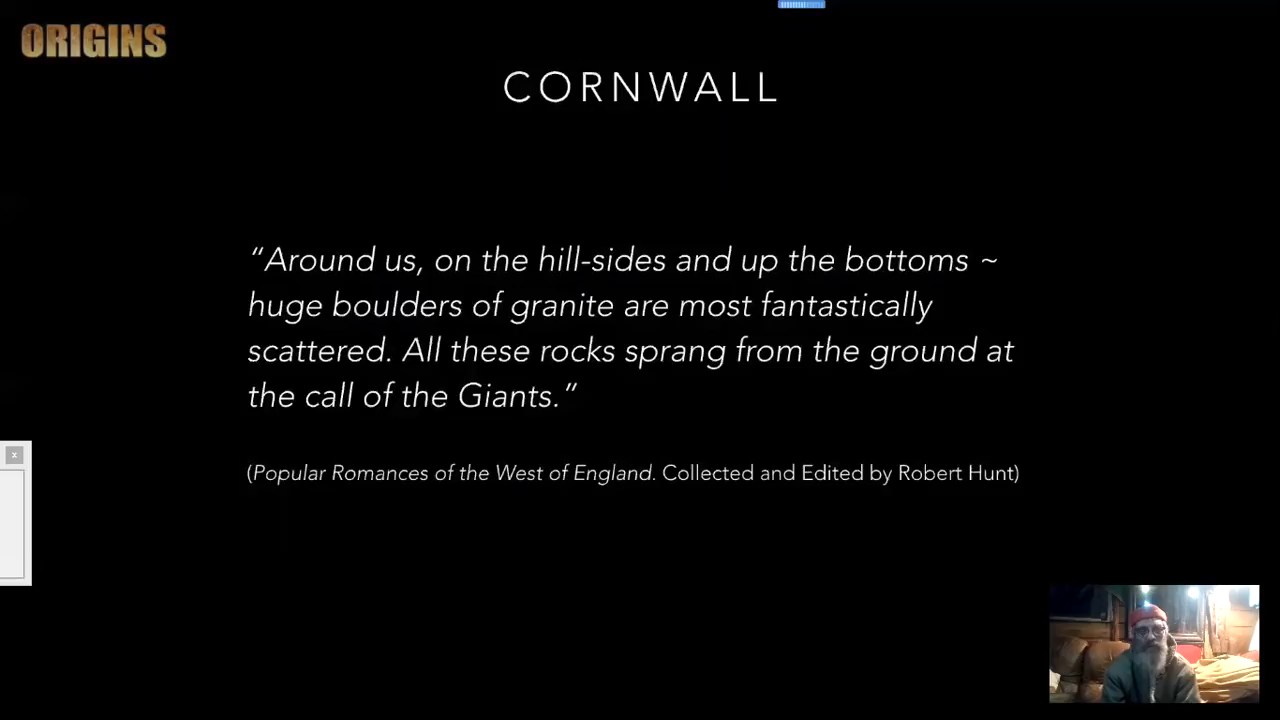 ORIGINS
CORNWALL
“Around us, on the hill-sides and up the bottoms ~
huge boulders of granite are most fantastically
scattered. All these rocks sprang from the ground at
the call of the Giants.”
(Popular Romances of the West of England. Collected and Edited by Robert Hunt)
x